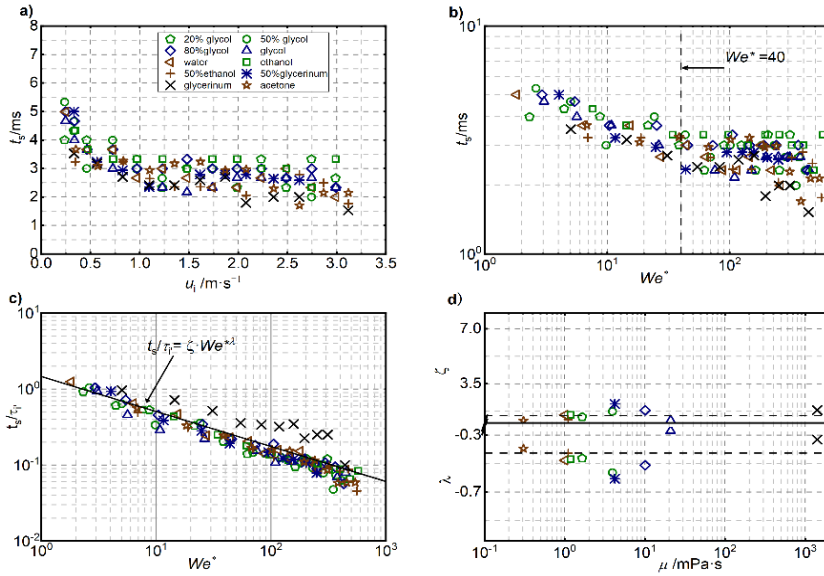 a)
8
7
6
5
4
3
2
1
0
t_s/ms
20% glycol
50% glycol
80%glycol
glycol
water
ethanol
50%ethanol
50%glycerinum
glycerinum
acetone
0.0 0.5 1.0 1.5 2.0 2.5 3.0 3.5
u_i /m·s⁻¹
b)
10¹
10⁰
t_s/ms
We* =40
10⁰ 10¹ 10²
We*
c)
10¹
10⁰
10⁻¹
10⁻²
t_s/τ_i'
t_s/τ_i'= ζ·We*^λ
10⁰ 10¹ 10² 10³
We*
d)
7.0
3.5
-0.3
-0.7
ζ
λ
10⁻¹ 10⁰ 10¹ 10² 10³
μ /mPa·s